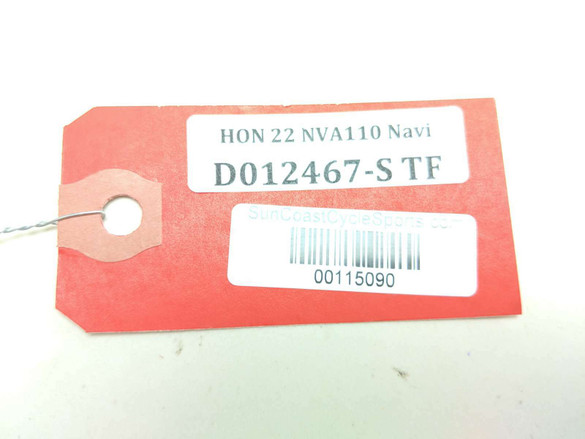 HON 22 NVA110 Navi
D012467-S TF
SunCoastCycleSports.com
00115090